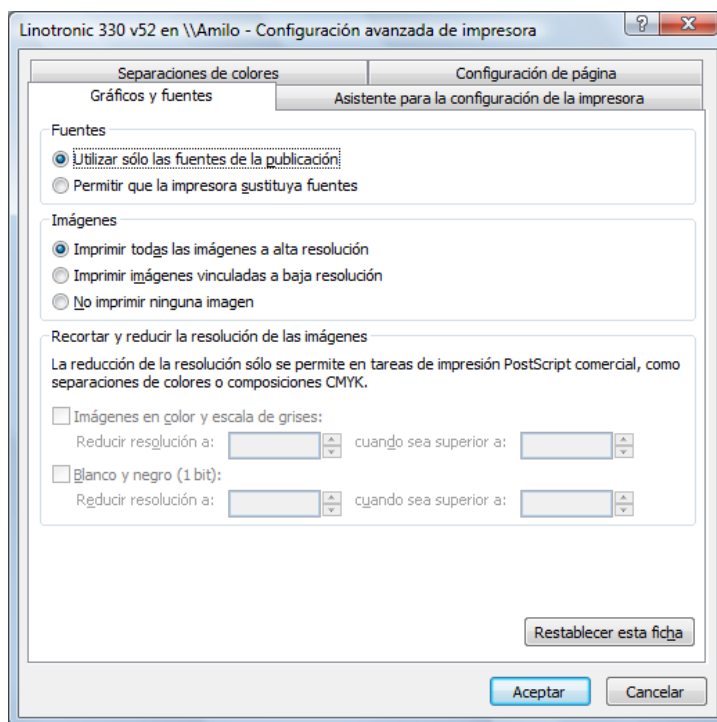 Linotronic 330 v52 en \\Amilo - Configuración avanzada de impresora
Separaciones de colores
Configuración de página
Gráficos y fuentes
Asistente para la configuración de la impresora
Fuentes
Utilizar sólo las fuentes de la publicación
Permitir que la impresora sustituya fuentes
Imágenes
Imprimir todas las imágenes a alta resolución
Imprimir imágenes vinculadas a baja resolución
No imprimir ninguna imagen
Recortar y reducir la resolución de las imágenes
La reducción de la resolución sólo se permite en tareas de impresión PostScript comercial, como
separaciones de colores o composiciones CMYK.
Imágenes en color y escala de grises:
Reducir resolución a: cuando sea superior a:
Blanco y negro (1 bit):
Reducir resolución a: cuando sea superior a:
Restablecer esta ficha
Aceptar Cancelar